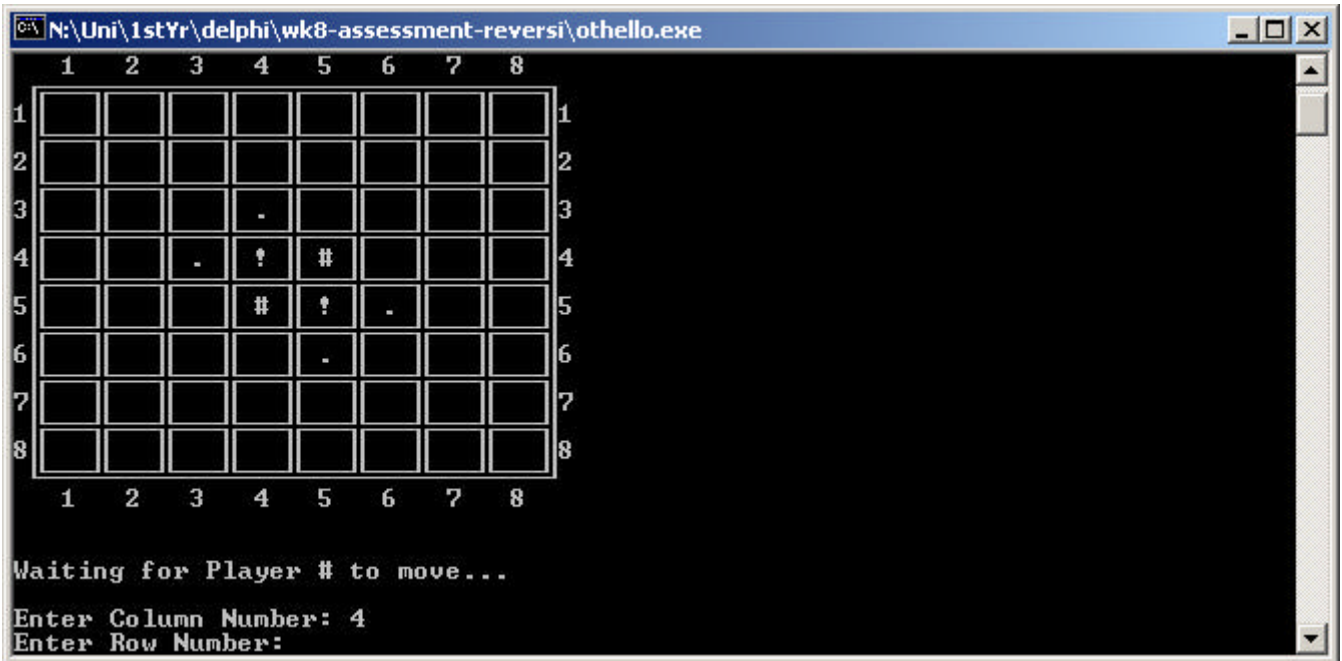 N:\Uni\1stYr\delphi\wk8-assessment-reversi\othello.exe
1 2 3 4 5 6 7 8
1 1
2 2
3 . 3
4 . ! # 4
5 # ! . 5
6 . 6
7 7
8 8
1 2 3 4 5 6 7 8
Waiting for Player # to move...
Enter Column Number: 4
Enter Row Number: